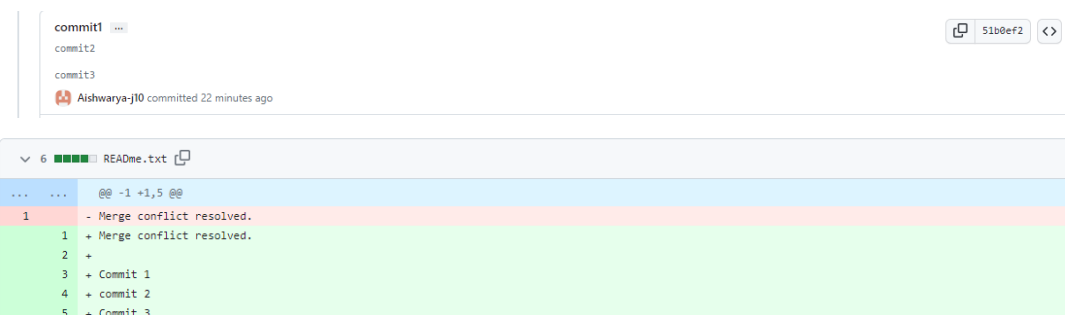 commit1 ...
51b0ef2
commit2
commit3
Aishwarya-j10 committed 22 minutes ago
6 READme.txt
... ... @@ -1 +1,5 @@
1 - Merge conflict resolved.
1 + Merge conflict resolved.
2 +
3 + Commit 1
4 + commit 2
5 + Commit 3